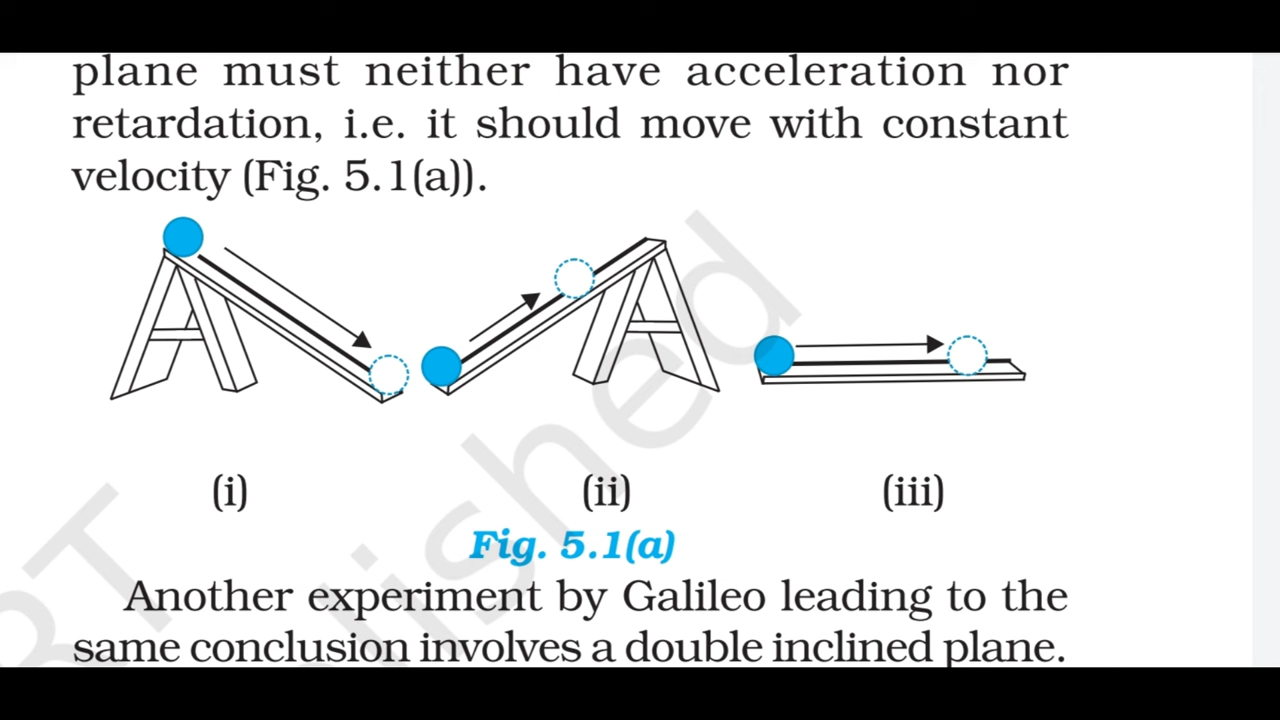 plane must neither have acceleration nor
retardation, i.e. it should move with constant
velocity (Fig. 5.1(a)).
(i)
(ii)
(iii)
Fig. 5.1(a)
Another experiment by Galileo leading to the
same conclusion involves a double inclined plane.